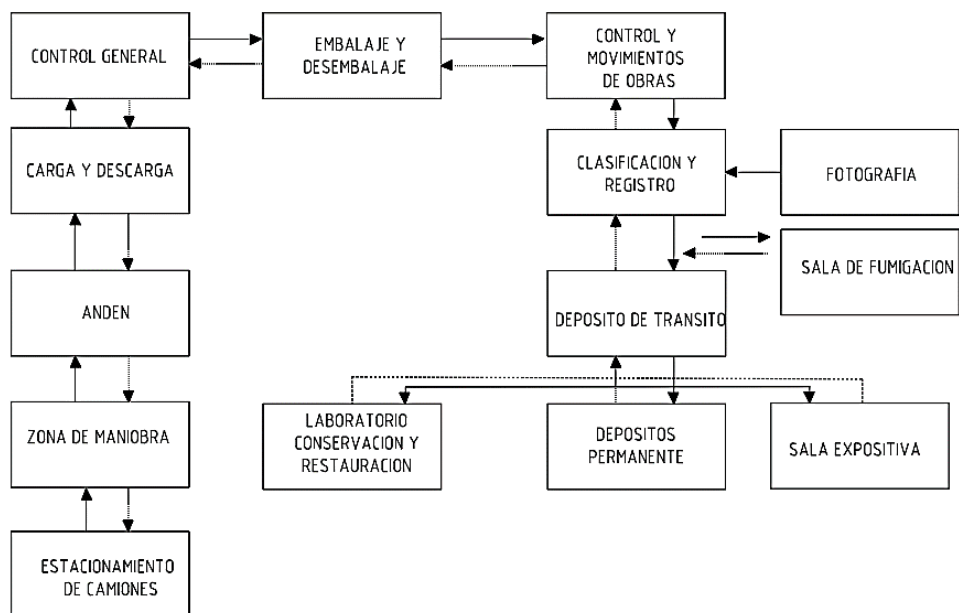 CONTROL GENERAL
EMBALAJE Y
DESEMBALAJE
CONTROL Y
MOVIMIENTOS
DE OBRAS
CARGA Y DESCARGA
CLASIFICACION Y
REGISTRO
FOTOGRAFIA
SALA DE FUMIGACION
ANDEN
DEPOSITO DE TRANSITO
ZONA DE MANIOBRA
LABORATORIO
CONSERVACION Y
RESTAURACION
DEPOSITOS
PERMANENTE
SALA EXPOSITIVA
ESTACIONAMIENTO
DE CAMIONES